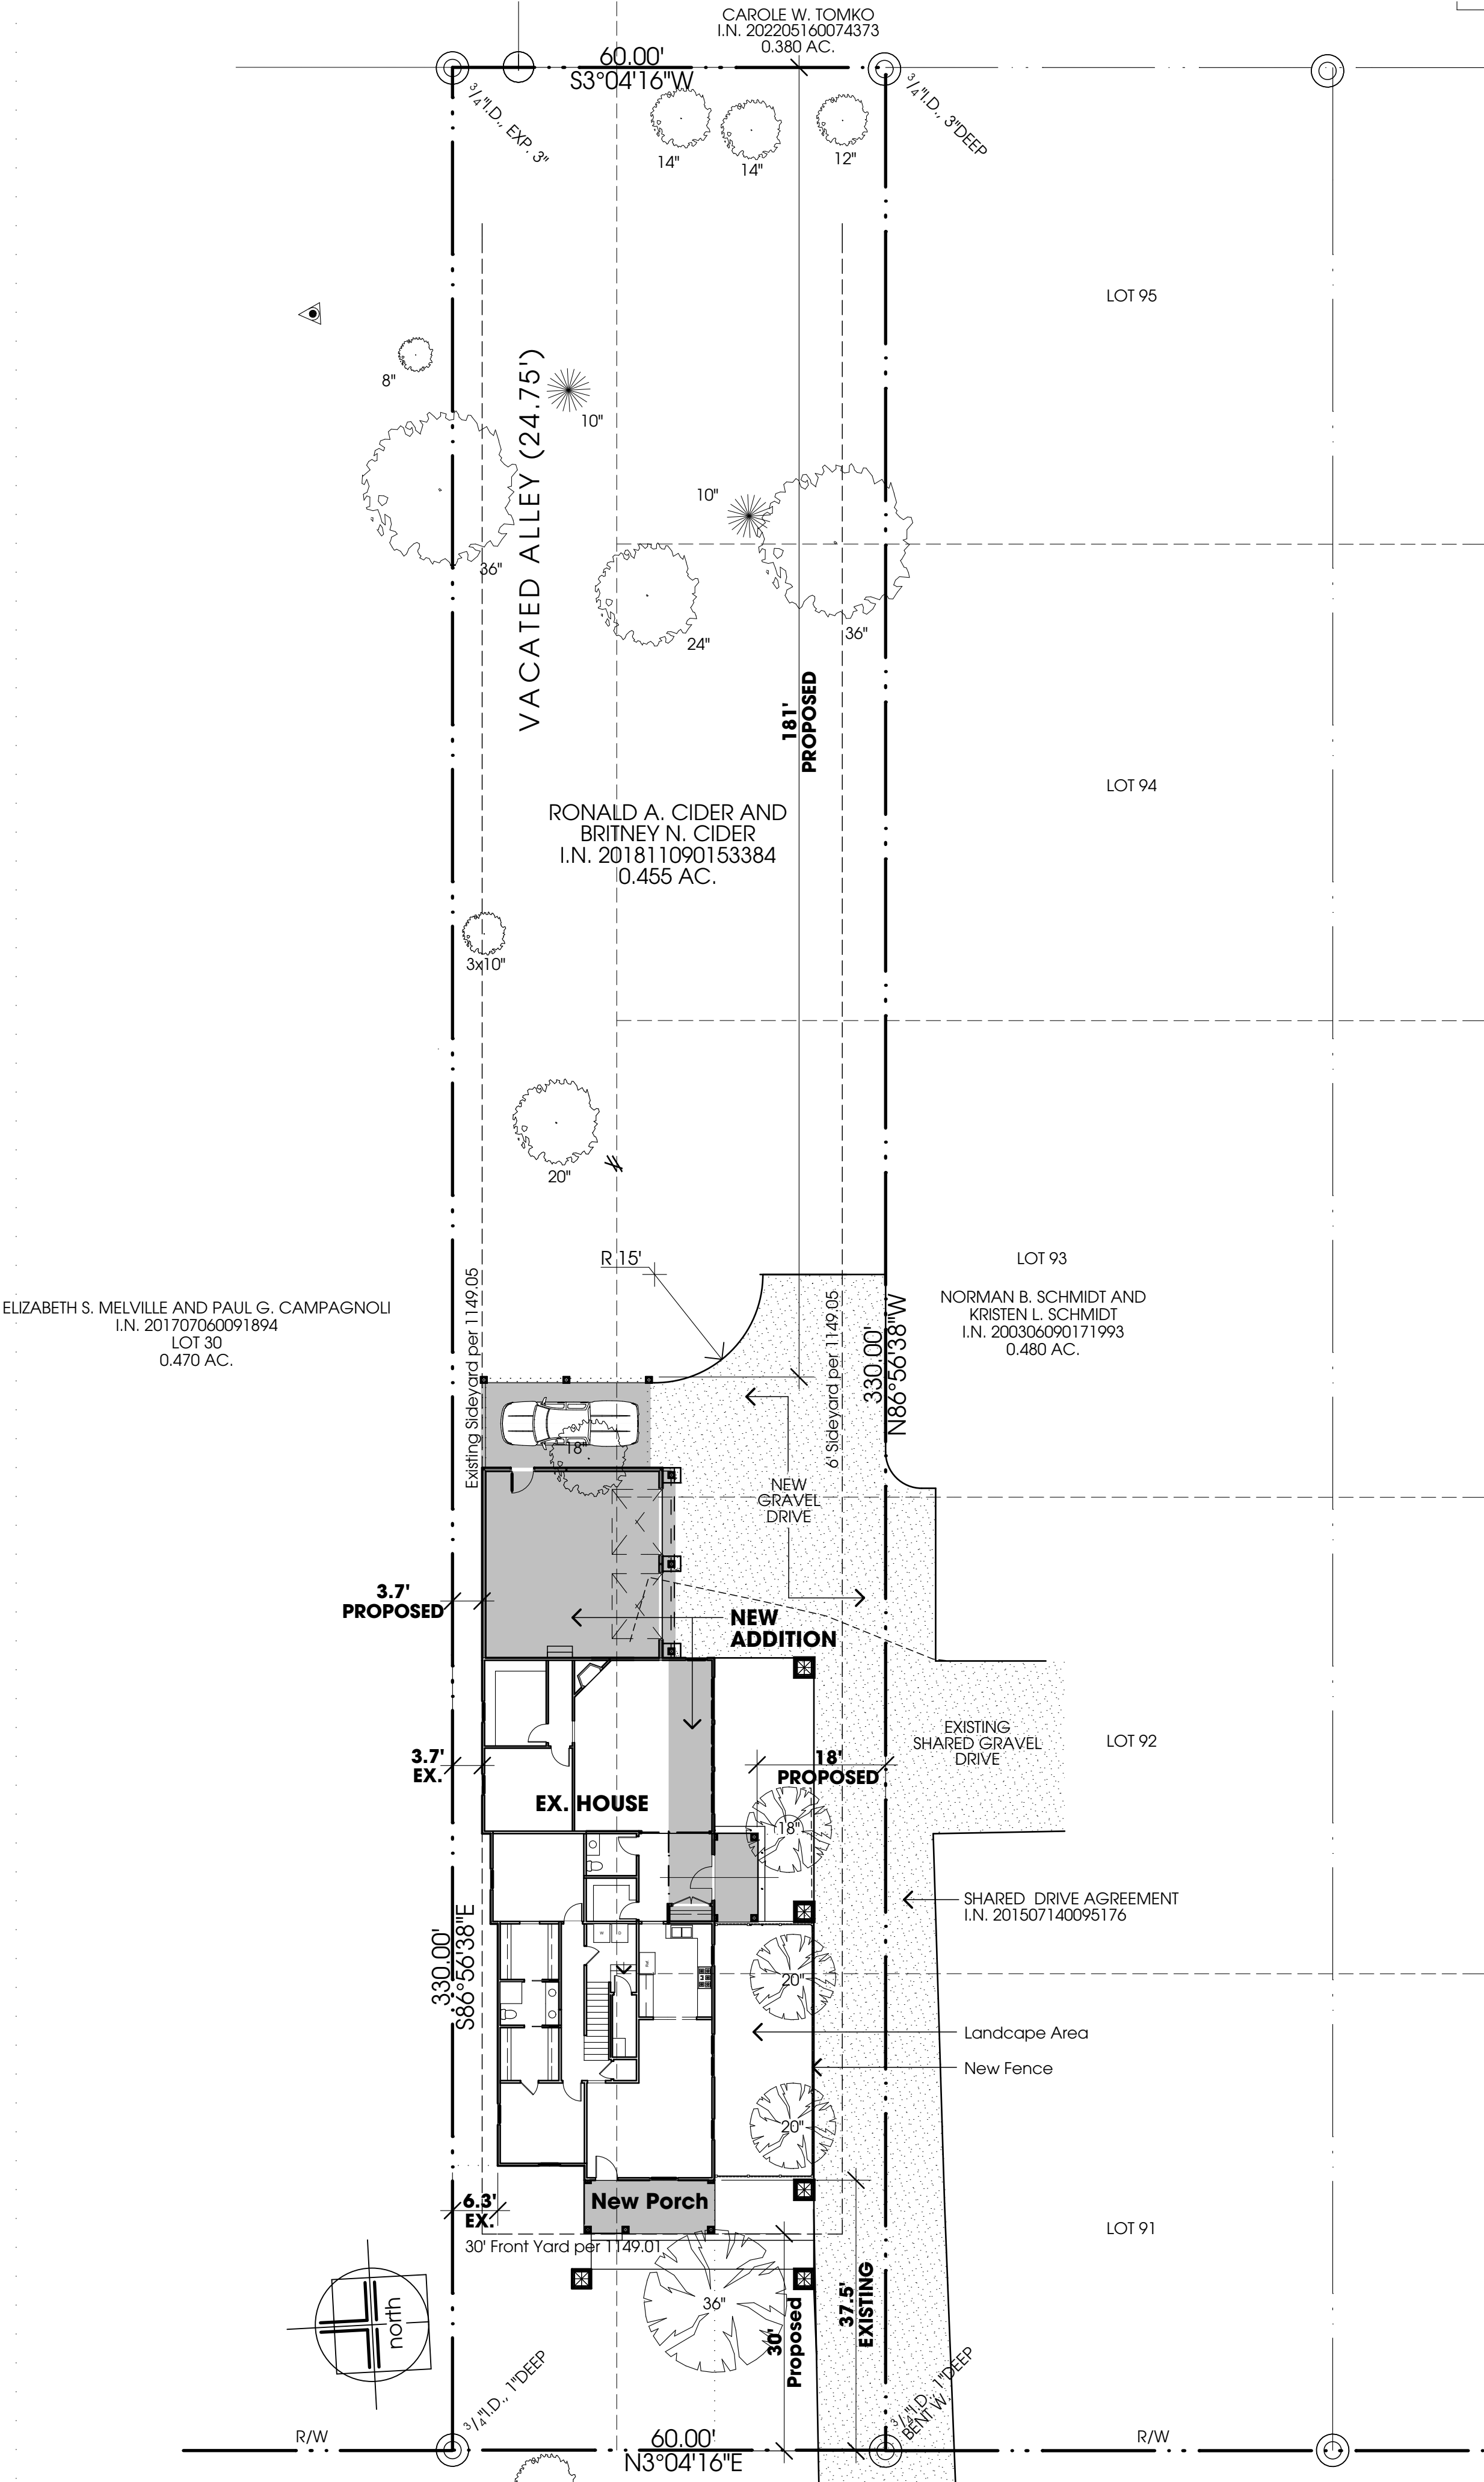 CAROLE W. TOMKO
I.N. 202205160074373
0.380 AC.
60.00'
S3°04'16"W
3/4"I.D., EXP. 3"
3/4"I.D., 3"DEEP
14"
14"
12"
LOT 95
8"
10"
VACATED ALLEY (24.75')
36"
10"
24"
36"
181'
PROPOSED
LOT 94
RONALD A. CIDER AND
BRITNEY N. CIDER
I.N. 201811090153384
0.455 AC.
3x10"
20"
R 15'
LOT 93
ELIZABETH S. MELVILLE AND PAUL G. CAMPAGNOLI
I.N. 201707060091894
LOT 30
0.470 AC.
Existing Sideyard per 1149.05
6' Sideyard per 1149.05
330.00'
N86°56'38"W
NORMAN B. SCHMIDT AND
KRISTEN L. SCHMIDT
I.N. 200306090171993
0.480 AC.
18"
NEW
GRAVEL
DRIVE
3.7'
PROPOSED
NEW
ADDITION
EXISTING
SHARED GRAVEL
DRIVE
LOT 92
3.7'
EX.
18'
PROPOSED
EX. HOUSE
18"
SHARED DRIVE AGREEMENT
I.N. 201507140095176
330.00'
S86°56'38"E
20"
Landcape Area
New Fence
20"
6.3'
EX.
New Porch
30' Front Yard per 1149.01
LOT 91
36"
30'
Proposed
37.5'
EXISTING
north
3/4"I.D., 1"DEEP
3/4"I.D., 1"DEEP
BENT W.
R/W
60.00'
N3°04'16"E
R/W